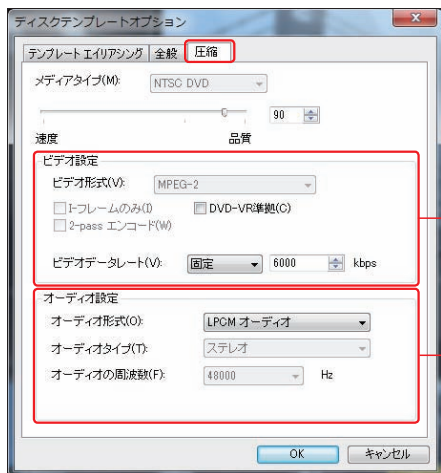 ディスクテンプレートオプション
テンプレートエイリアシング 全般 圧縮
メディアタイプ(M): NTSC DVD
90
速度 品質
ビデオ設定
ビデオ形式(V): MPEG-2
I-フレームのみ(I) DVD-VR準拠(C)
2-pass エンコード(W)
ビデオデータレート(V): 固定 6000 kbps
オーディオ設定
オーディオ形式(O): LPCM オーディオ
オーディオタイプ(T): ステレオ
オーディオの周波数(F): 48000 Hz
OK キャンセル